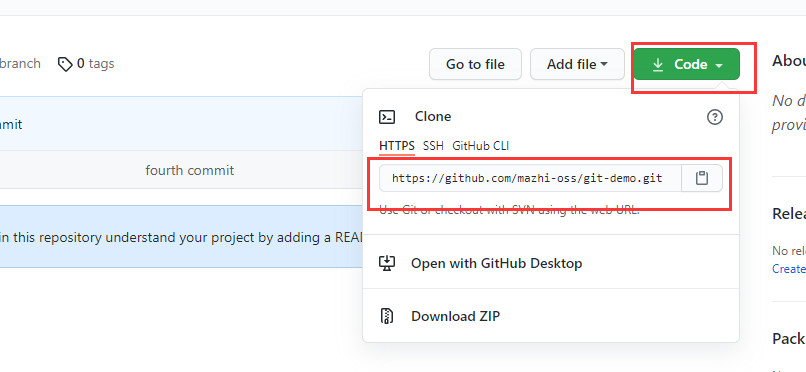 branch
0 tags
Go to file
Add file
Code
Abou
No d
provi
Clone
HTTPS SSH GitHub CLI
https://github.com/mazhi-oss/git-demo.git
Use Git or checkout with SVN using the web URL.
Open with GitHub Desktop
Download ZIP
mmit
fourth commit
in this repository understand your project by adding a REA
Relea
No rel
Create
Pack